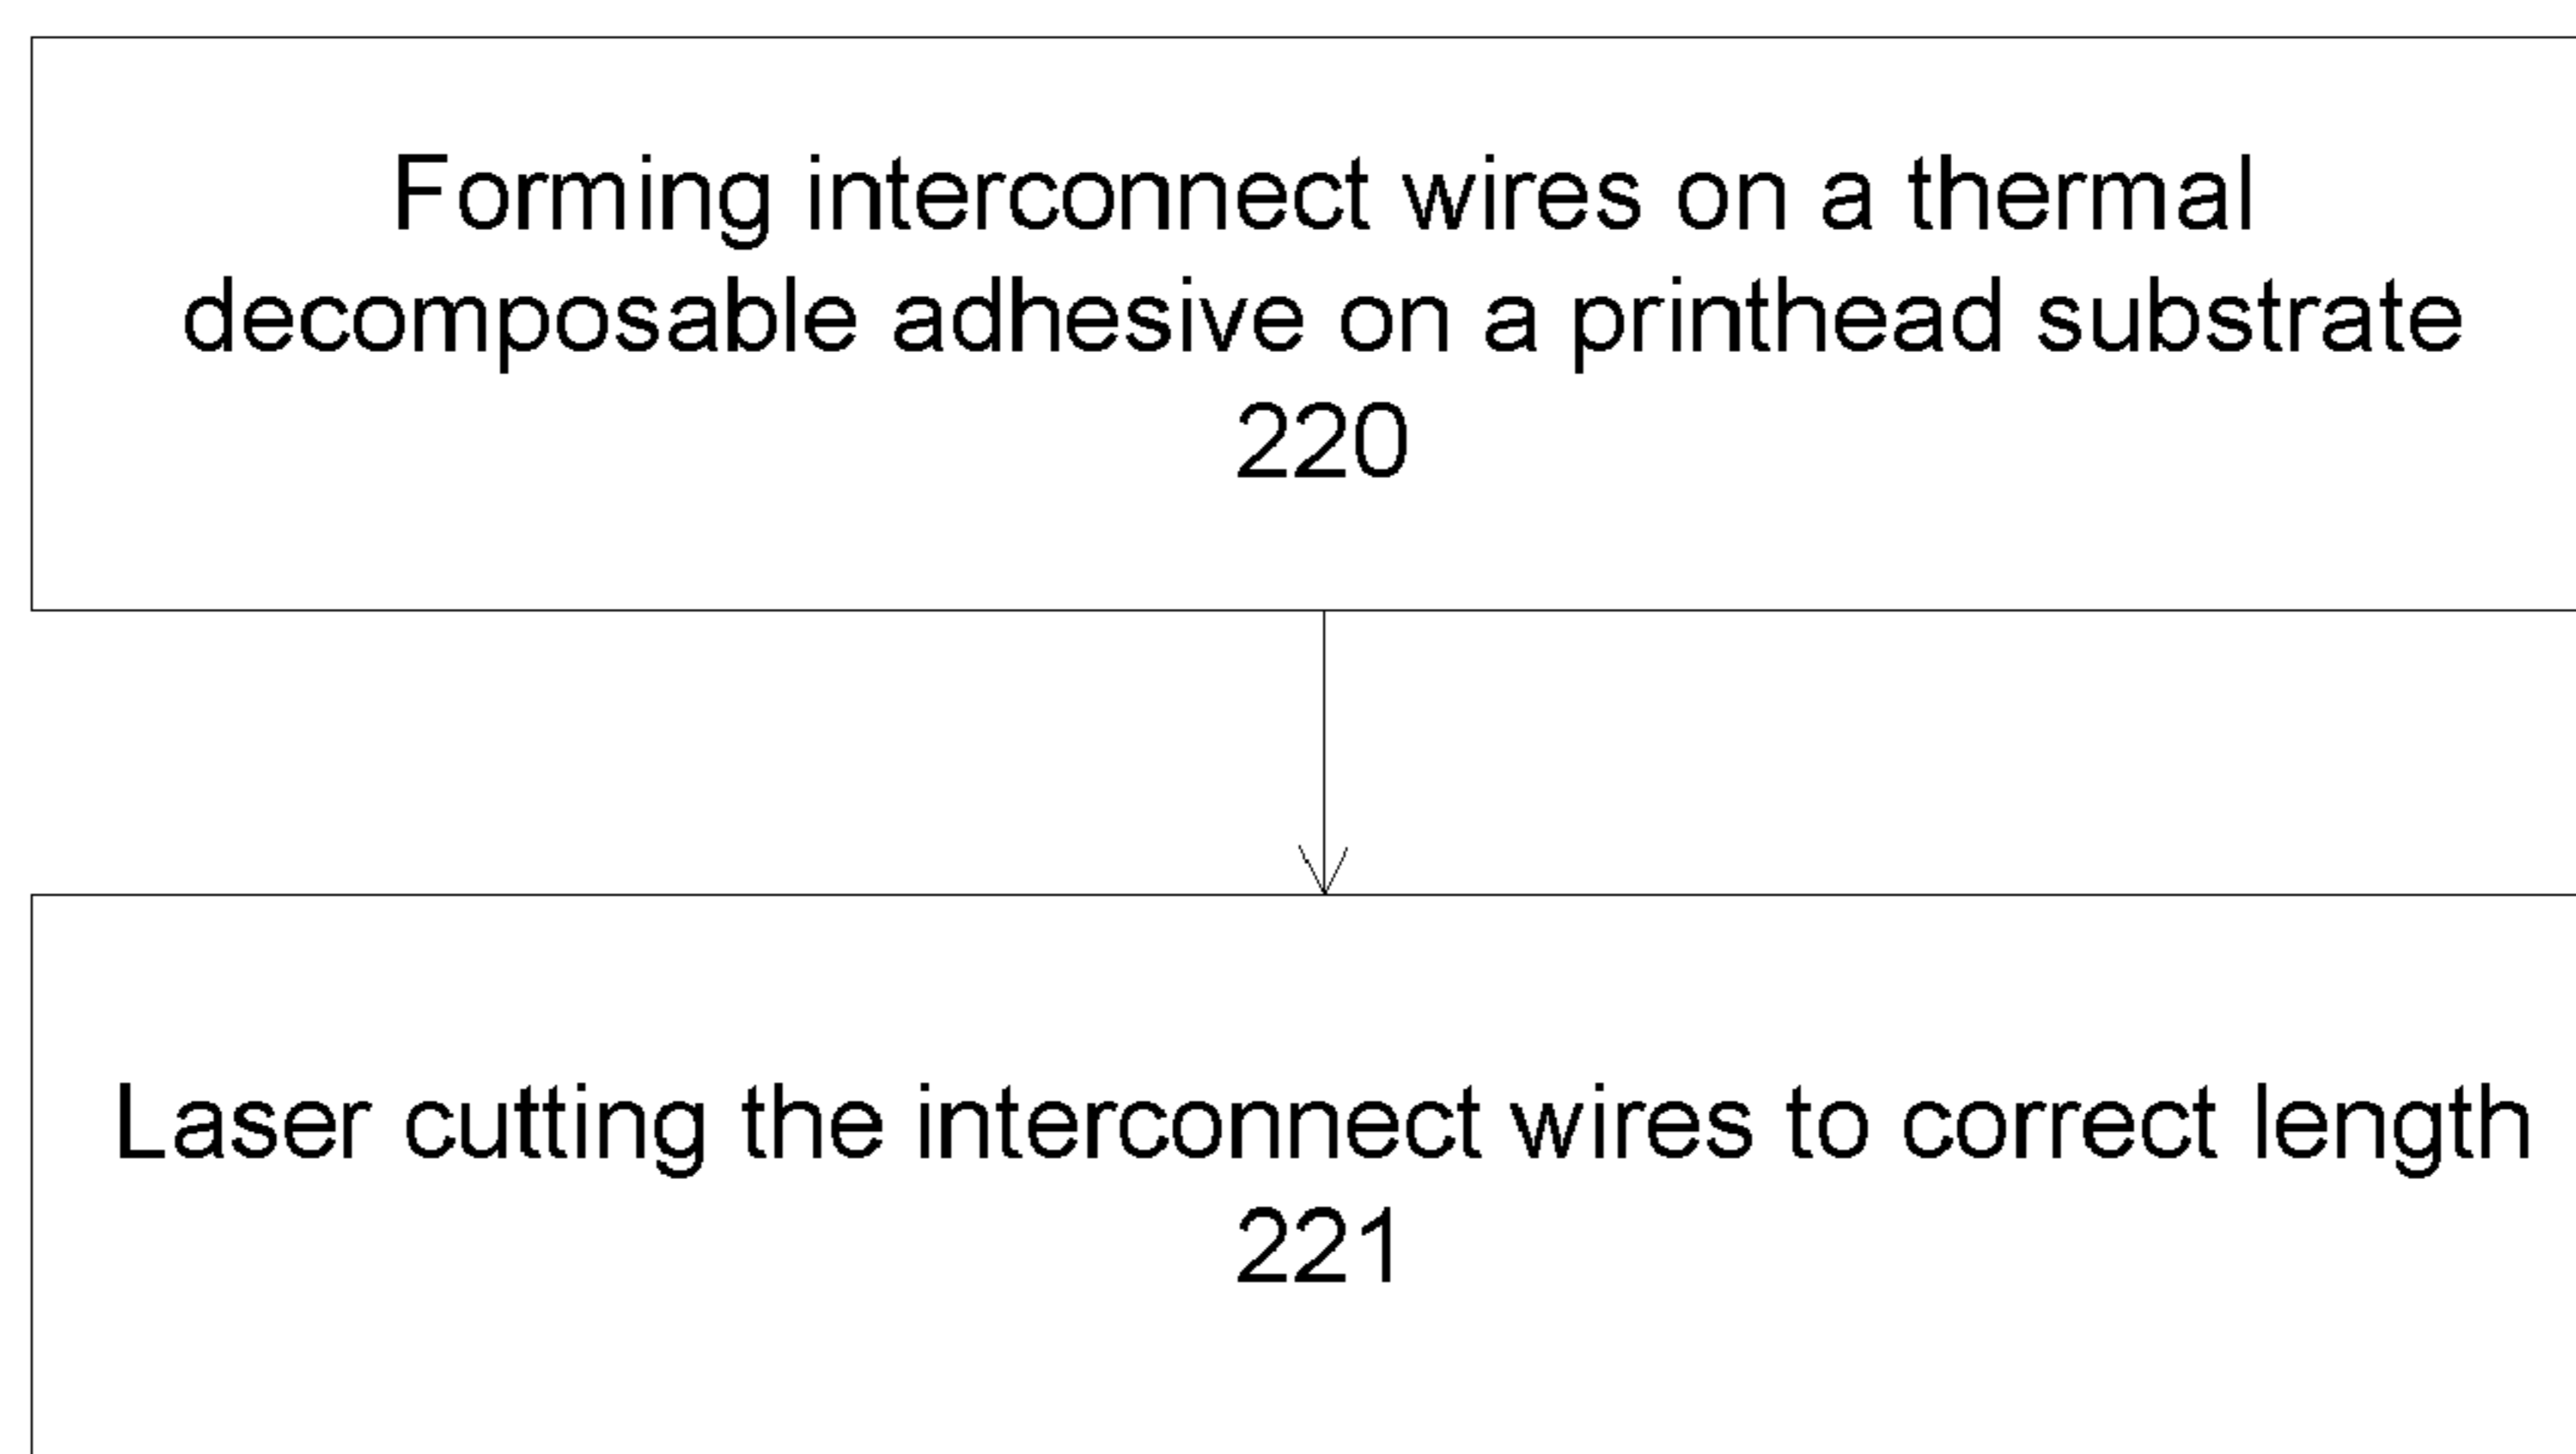 Forming interconnect wires on a thermal
decomposable adhesive on a printhead substrate
220
Laser cutting the interconnect wires to correct length
221